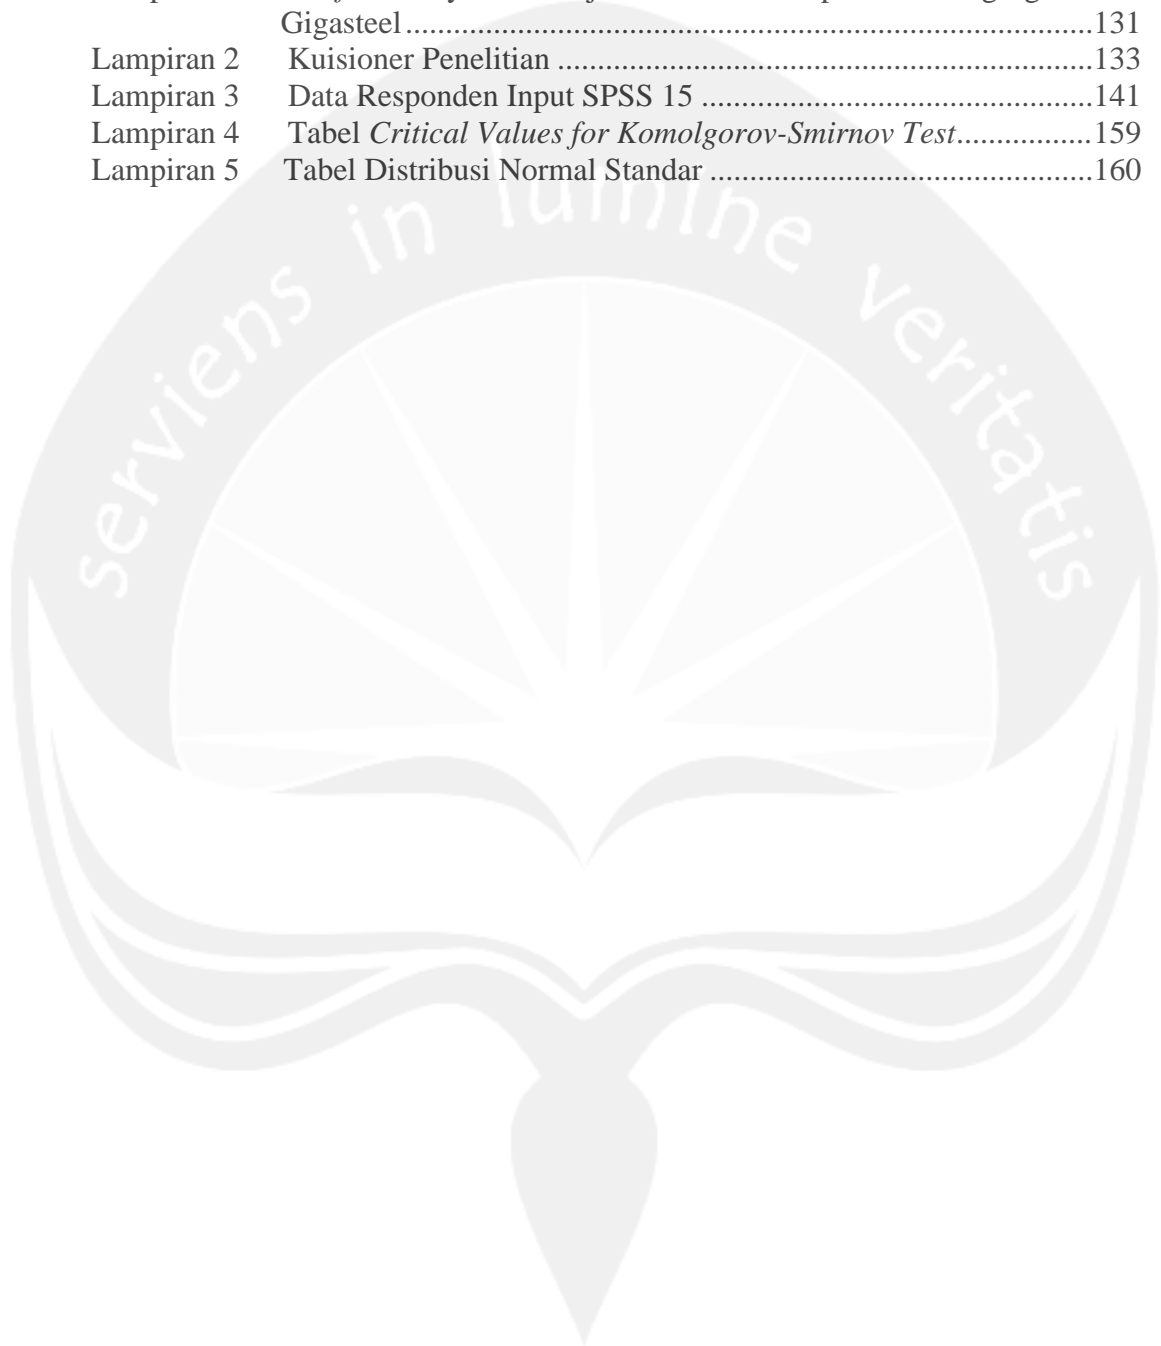 Gigasteel.....................................................................................131
Lampiran 2 Kuisioner Penelitian ..................................................................133
Lampiran 3 Data Responden Input SPSS 15 ................................................141
Lampiran 4 Tabel Critical Values for Komolgorov-Smirnov Test.................159
Lampiran 5 Tabel Distribusi Normal Standar ...............................................160
serviens in lumine veritatis